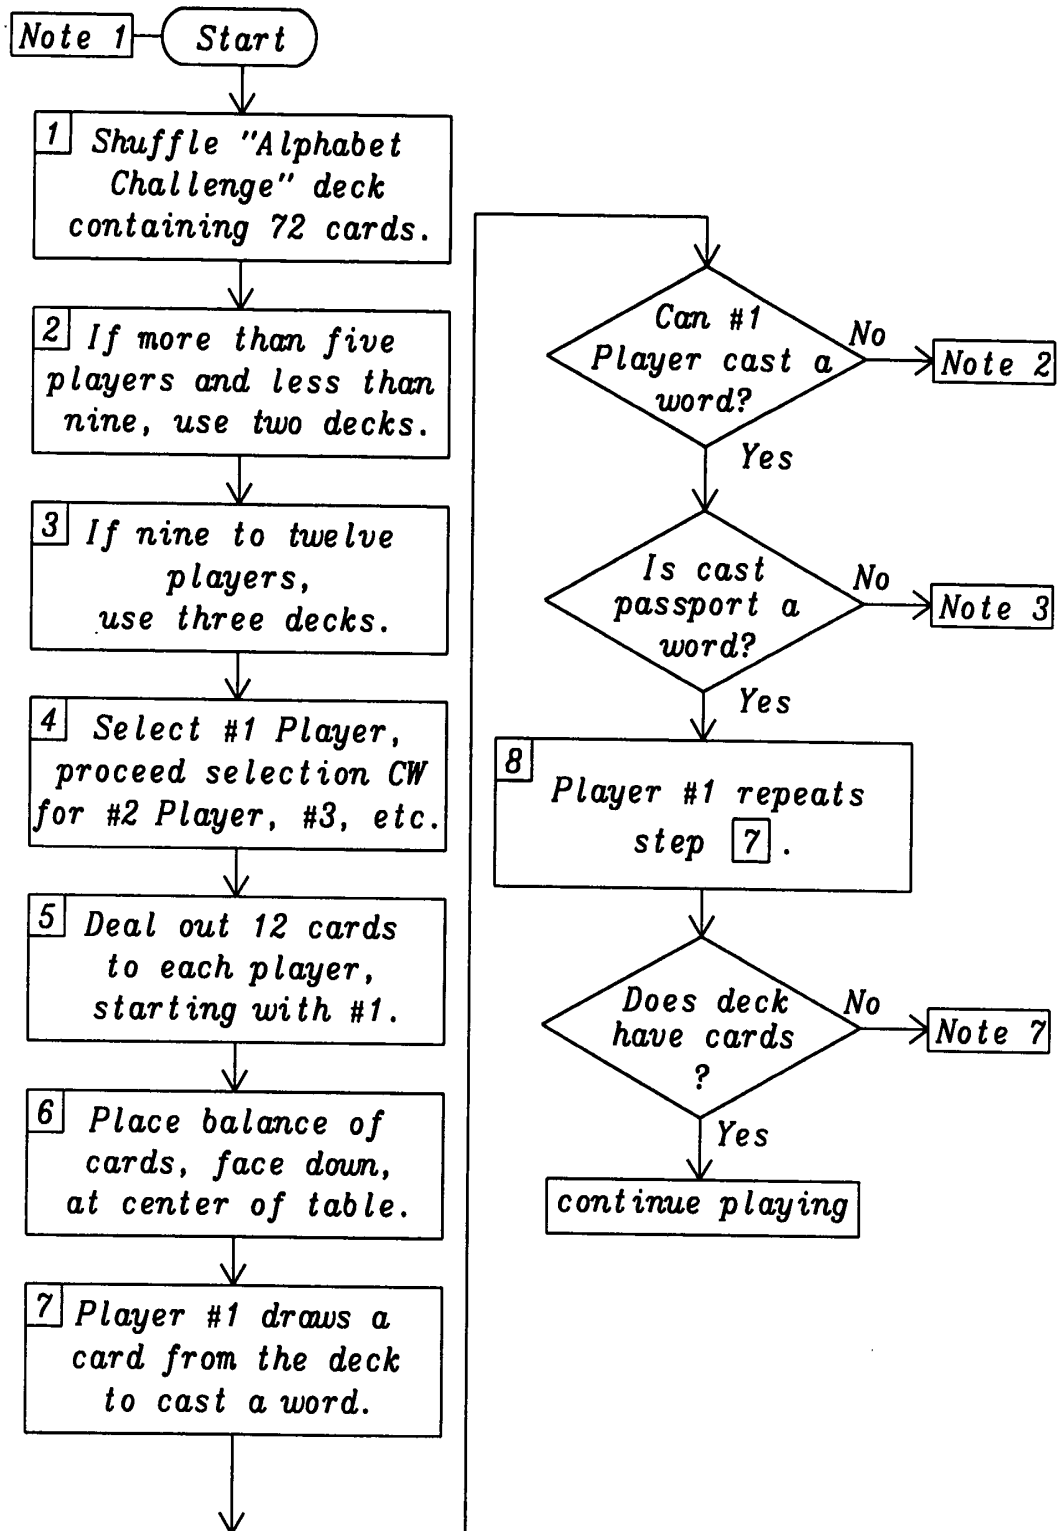 Note 1
Start
1
Shuffle "Alphabet
Challenge" deck
containing 72 cards.
2
If more than five
players and less than
nine, use two decks.
3
If nine to twelve
players,
use three decks.
4
Select #1 Player,
proceed selection CW
for #2 Player, #3, etc.
5
Deal out 12 cards
to each player,
starting with #1.
6
Place balance of
cards, face down,
at center of table.
7
Player #1 draws a
card from the deck
to cast a word.
Can #1
Player cast a
word?
No
Note 2
Yes
Is cast
passport a
word?
No
Note 3
Yes
8
Player #1 repeats
step 7 .
Does deck
have cards
?
No
Note 7
Yes
continue playing